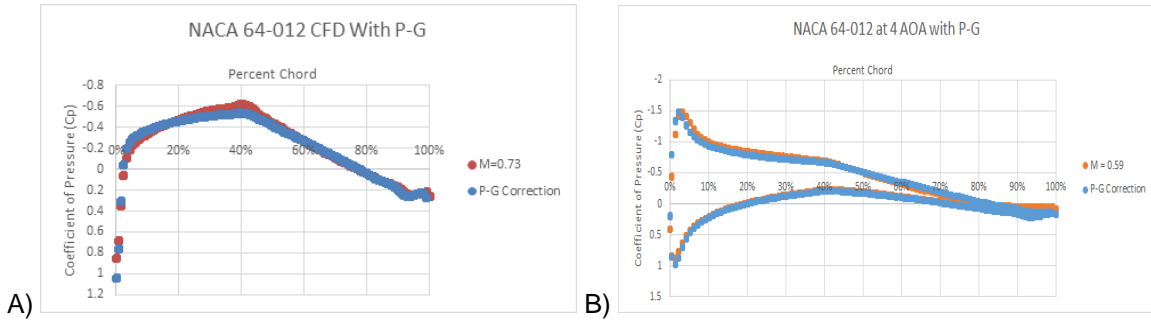 NACA 64-012 CFD With P-G
Percent Chord
Coefficient of Pressure (Cp)
-0.8
-0.6
-0.4
-0.2
0
0.2
0.4
0.6
0.8
1
1.2
0% 20% 40% 60% 80% 100%
M=0.73
P-G Correction
A)
NACA 64-012 at 4 AOA with P-G
Percent Chord
Coefficient of Pressure (Cp)
-2
-1.5
-1
-0.5
0
0.5
1
1.5
0% 10% 20% 30% 40% 50% 60% 70% 80% 90% 100%
M = 0.59
P-G Correction
B)